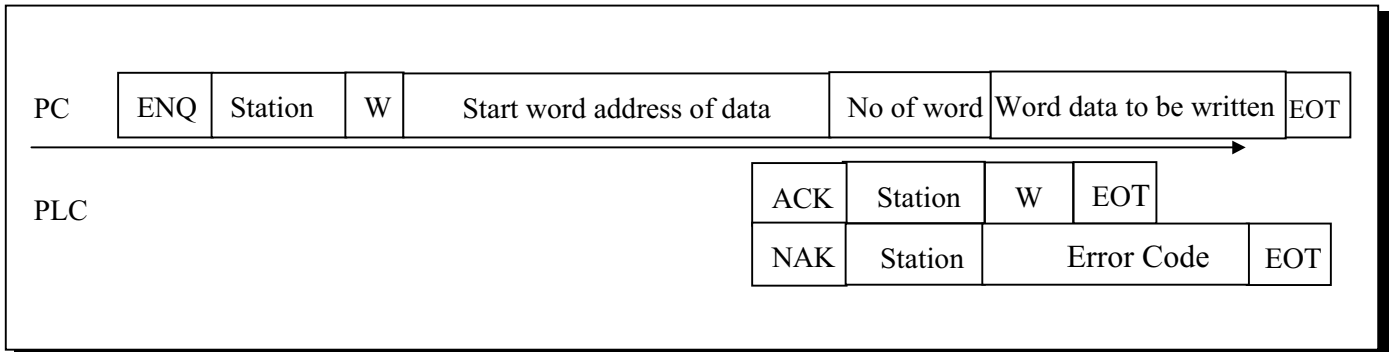 PC ENQ Station W Start word address of data No of word Word data to be written EOT
PLC
ACK Station W EOT
NAK Station Error Code EOT